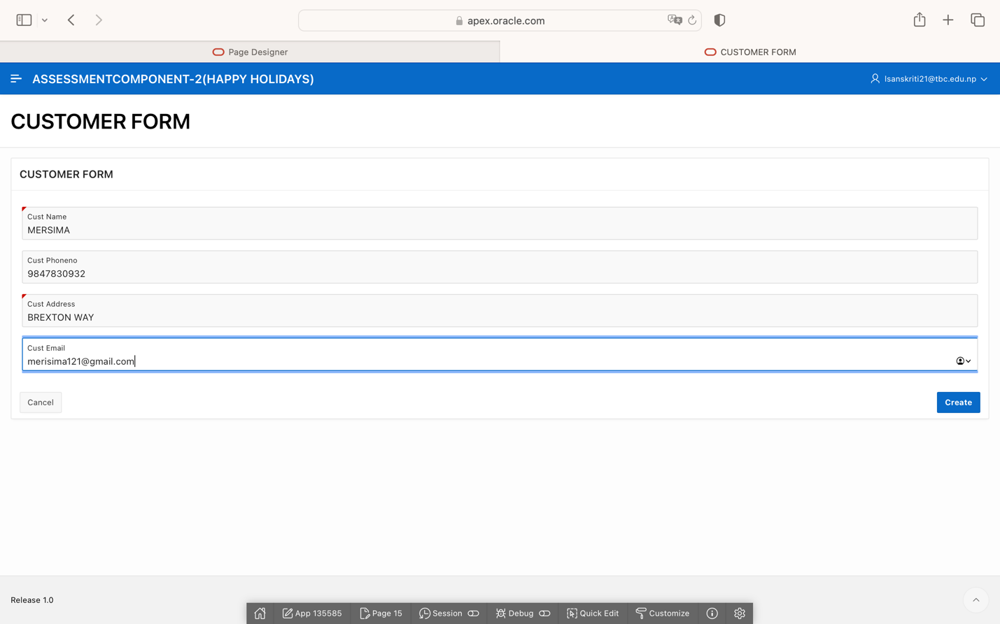 apex.oracle.com
Page Designer
CUSTOMER FORM
ASSESSMENTCOMPONENT-2(HAPPY HOLIDAYS)
lsanskriti21@tbc.edu.np
CUSTOMER FORM
CUSTOMER FORM
Cust Name
MERSIMA
Cust Phoneno
9847830932
Cust Address
BREXTON WAY
Cust Email
merisima121@gmail.com
Cancel
Create
Release 1.0
App 135585
Page 15
Session
Debug
Quick Edit
Customize